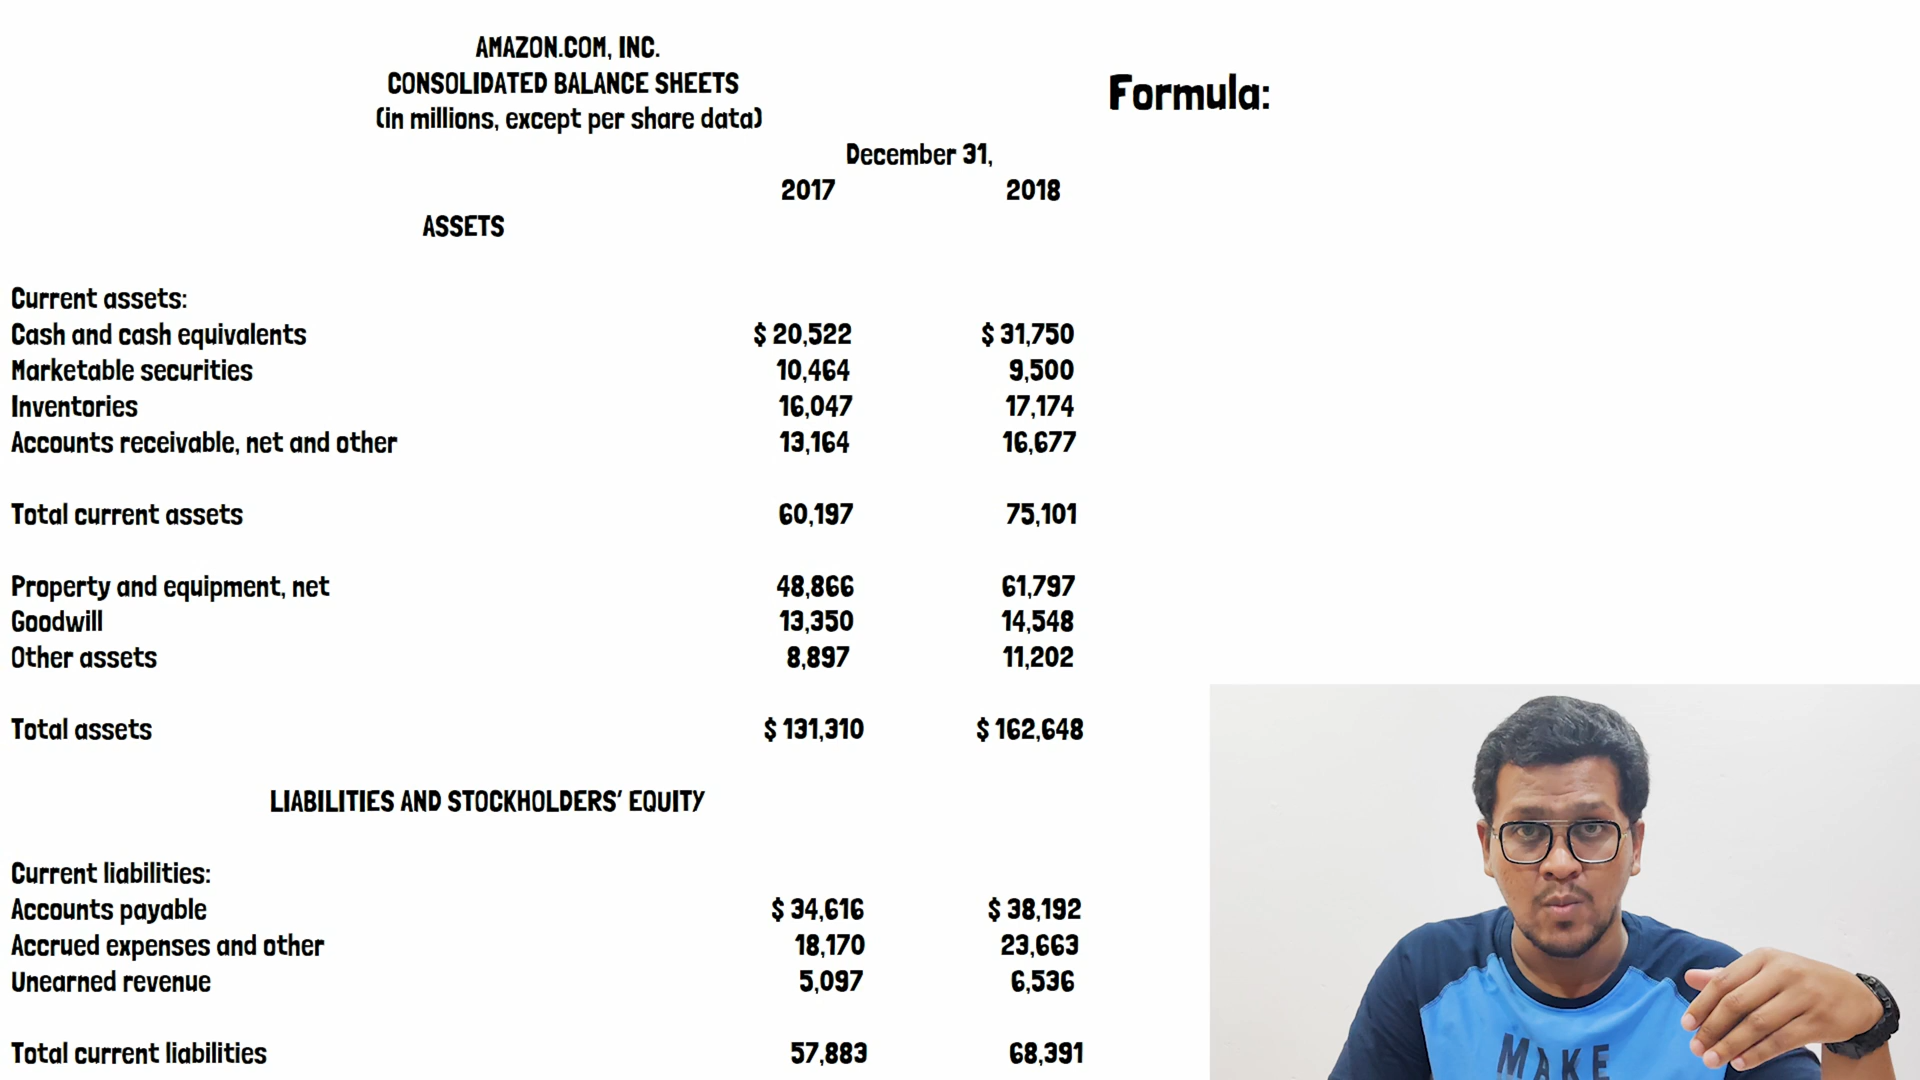 AMAZON.COM, INC.
CONSOLIDATED BALANCE SHEETS
(in millions, except per share data)
Formula:
December 31,
2017 2018
ASSETS
Current assets:
Cash and cash equivalents $ 20,522 $ 31,750
Marketable securities 10,464 9,500
Inventories 16,047 17,174
Accounts receivable, net and other 13,164 16,677
Total current assets 60,197 75,101
Property and equipment, net 48,866 61,797
Goodwill 13,350 14,548
Other assets 8,897 11,202
Total assets $ 131,310 $ 162,648
LIABILITIES AND STOCKHOLDERS' EQUITY
Current liabilities:
Accounts payable $ 34,616 $ 38,192
Accrued expenses and other 18,170 23,663
Unearned revenue 5,097 6,536
Total current liabilities 57,883 68,391
MAKE